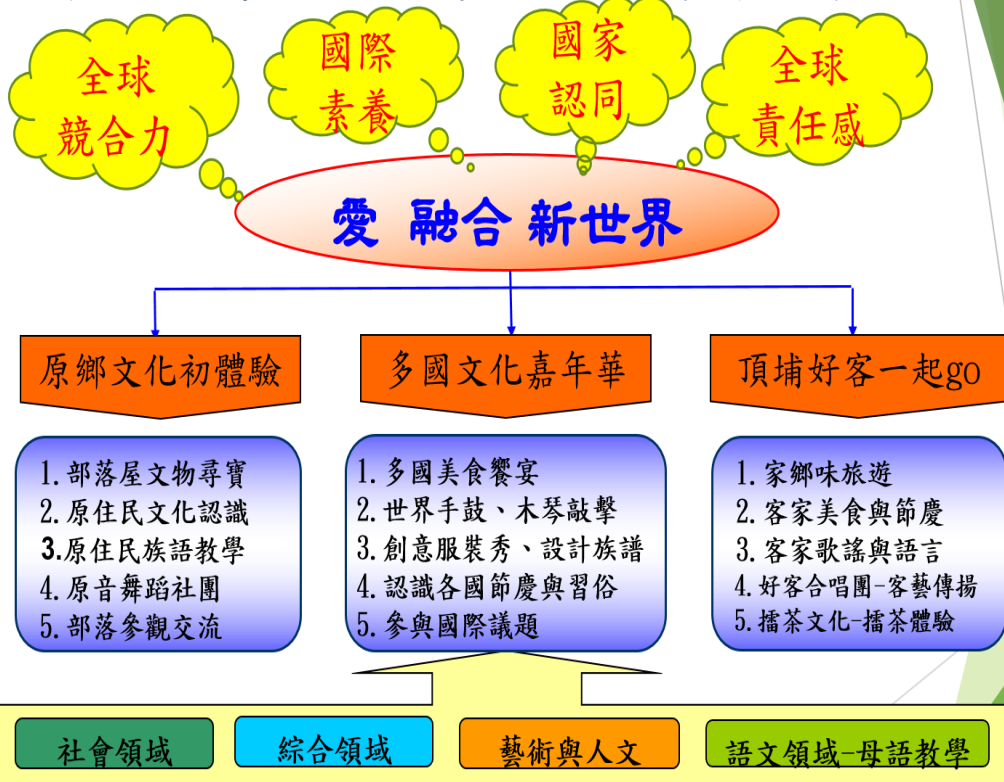 全球
競合力
國際
素養
國家
認同
全球
責任感
愛 融合 新世界
原鄉文化初體驗
多國文化嘉年華
頂埔好客一起go
1. 部落屋文物尋寶
2. 原住民文化認識
3.原住民族語教學
4. 原音舞蹈社團
5. 部落參觀交流
1. 多國美食饗宴
2. 世界手鼓、木琴敲擊
3. 創意服裝秀、設計族譜
4. 認識各國節慶與習俗
5. 參與國際議題
1. 家鄉味旅遊
2. 客家美食與節慶
3. 客家歌謠與語言
4. 好客合唱團-客藝傳揚
5. 擂茶文化-擂茶體驗
社會領域
綜合領域
藝術與人文
語文領域-母語教學